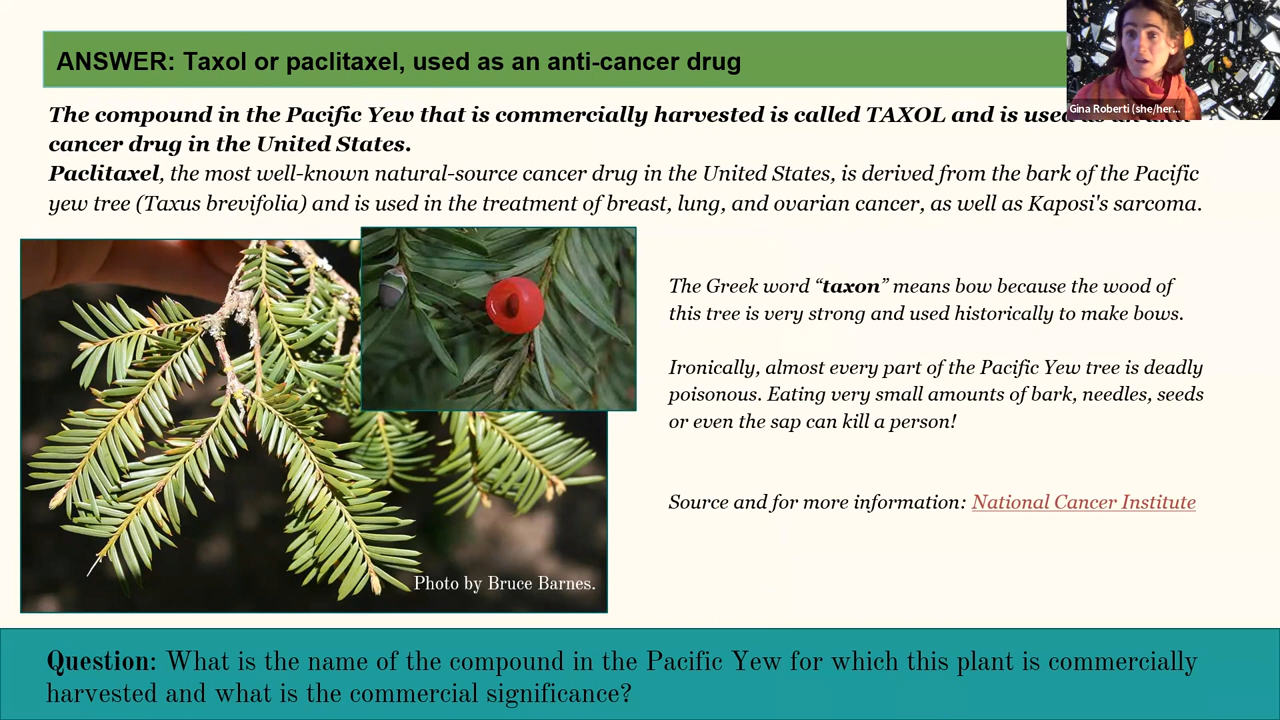 ANSWER: Taxol or paclitaxel, used as an anti-cancer drug
Gina Roberti (she/her...
The compound in the Pacific Yew that is commercially harvested is called TAXOL and is used as an anti-
cancer drug in the United States.
Paclitaxel, the most well-known natural-source cancer drug in the United States, is derived from the bark of the Pacific
yew tree (Taxus brevifolia) and is used in the treatment of breast, lung, and ovarian cancer, as well as Kaposi's sarcoma.
The Greek word “taxon” means bow because the wood of
this tree is very strong and used historically to make bows.
Ironically, almost every part of the Pacific Yew tree is deadly
poisonous. Eating very small amounts of bark, needles, seeds
or even the sap can kill a person!
Source and for more information: National Cancer Institute
Photo by Bruce Barnes.
Question: What is the name of the compound in the Pacific Yew for which this plant is commercially
harvested and what is the commercial significance?